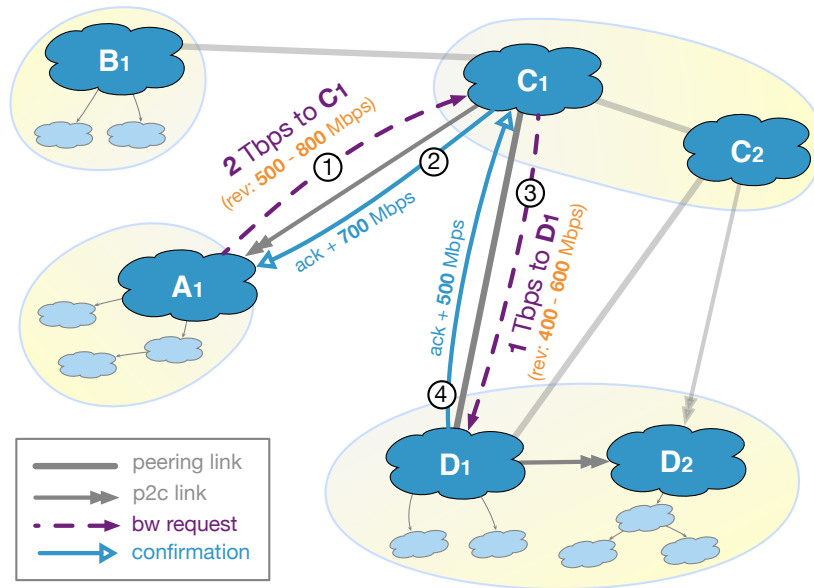 B1
C1
C2
2 Tbps to C1
(rev: 500 - 800 Mbps)
1
2
3
ack + 700 Mbps
A1
ack + 500 Mbps
1 Tbps to D1
(rev: 400 - 600 Mbps)
4
D1
D2
peering link
p2c link
bw request
confirmation